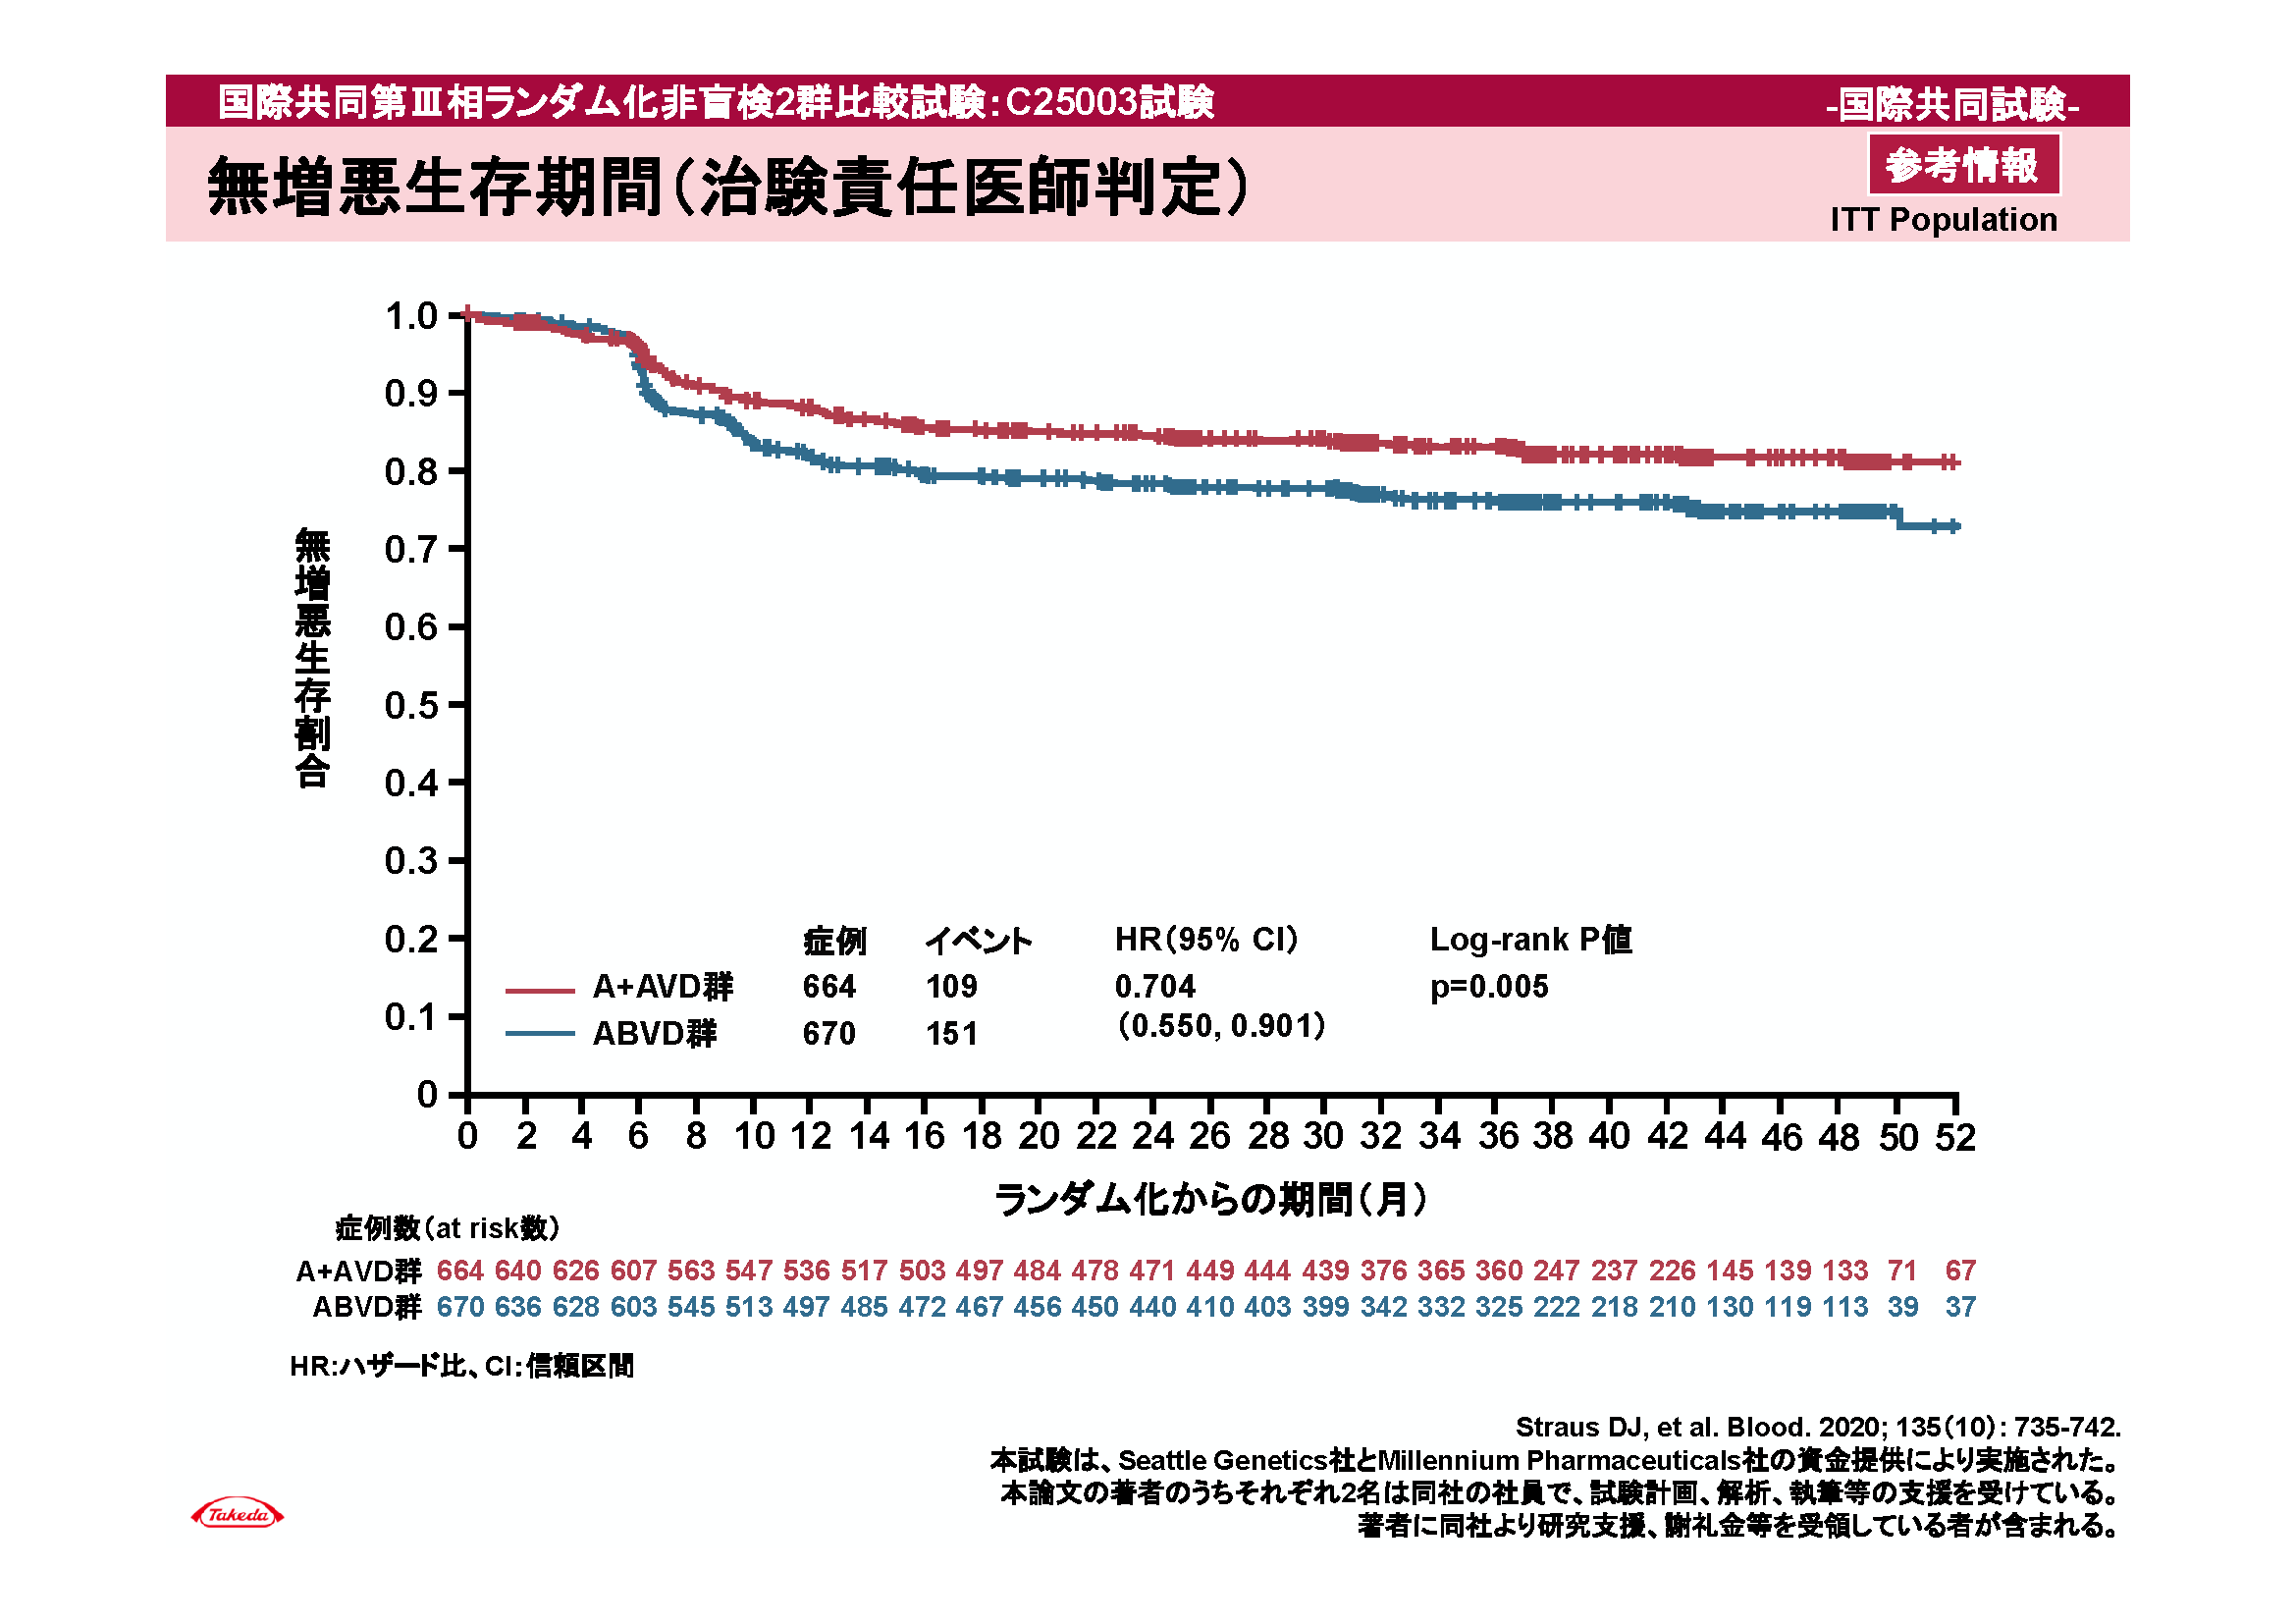 国際共同第Ⅲ相ランダム化非盲検2群比較試験：C25003試験
-国際共同試験-
無増悪生存期間（治験責任医師判定）
参考情報
ITT Population
1.0
0.9
0.8
0.7
0.6
0.5
0.4
0.3
0.2
0.1
0
無増悪生存割合
症例 イベント HR（95% CI） Log-rank P値
A+AVD群 664 109 0.704 p=0.005
（0.550, 0.901）
ABVD群 670 151
0 2 4 6 8 10 12 14 16 18 20 22 24 26 28 30 32 34 36 38 40 42 44 46 48 50 52
ランダム化からの期間（月）
症例数（at risk数）
A+AVD群 664 640 626 607 563 547 536 517 503 497 484 478 471 449 444 439 376 365 360 247 237 226 145 139 133 71 67
ABVD群 670 636 628 603 545 513 497 485 472 467 456 450 440 410 403 399 342 332 325 222 218 210 130 119 113 39 37
HR:ハザード比、CI：信頼区間
Straus DJ, et al. Blood. 2020; 135（10）: 735-742.
本試験は、Seattle Genetics社とMillennium Pharmaceuticals社の資金提供により実施された。
本論文の著者のうちそれぞれ2名は同社の社員で、試験計画、解析、執筆等の支援を受けている。
著者に同社より研究支援、謝礼金等を受領している者が含まれる。
Takeda